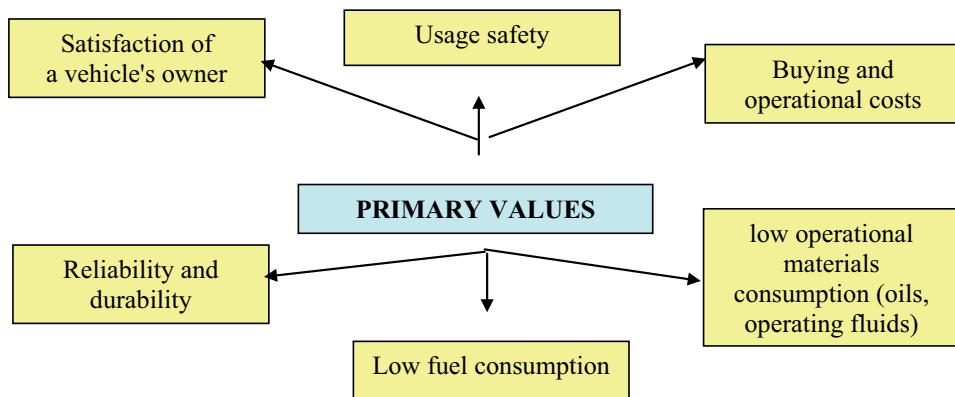 Usage safety
Satisfaction of
a vehicle's owner
Buying and
operational costs
PRIMARY VALUES
Reliability and
durability
low operational
materials
consumption (oils,
operating fluids)
Low fuel consumption